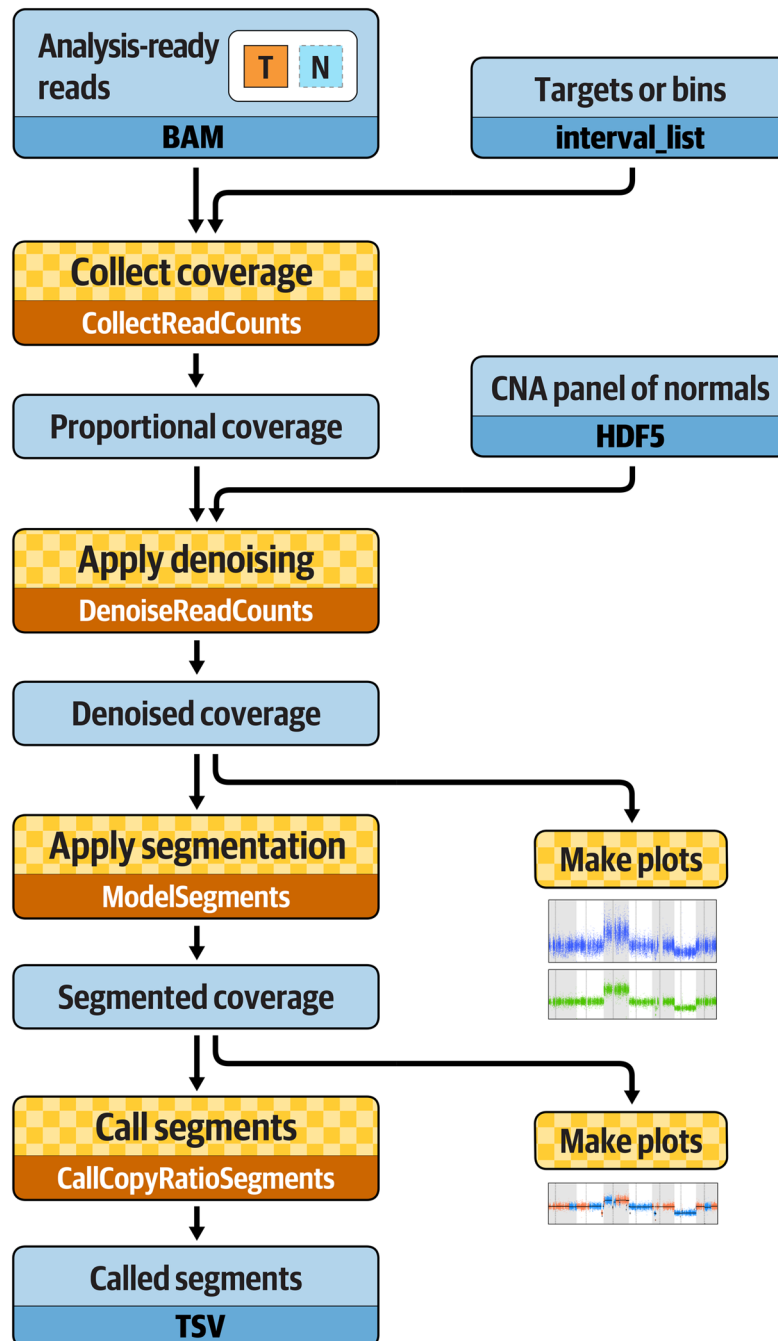 Analysis-ready
reads
T N
BAM
Targets or bins
interval_list
Collect coverage
CollectReadCounts
Proportional coverage
CNA panel of normals
HDF5
Apply denoising
DenoiseReadCounts
Denoised coverage
Apply segmentation
ModelSegments
Make plots
Segmented coverage
Call segments
CallCopyRatioSegments
Make plots
Called segments
TSV